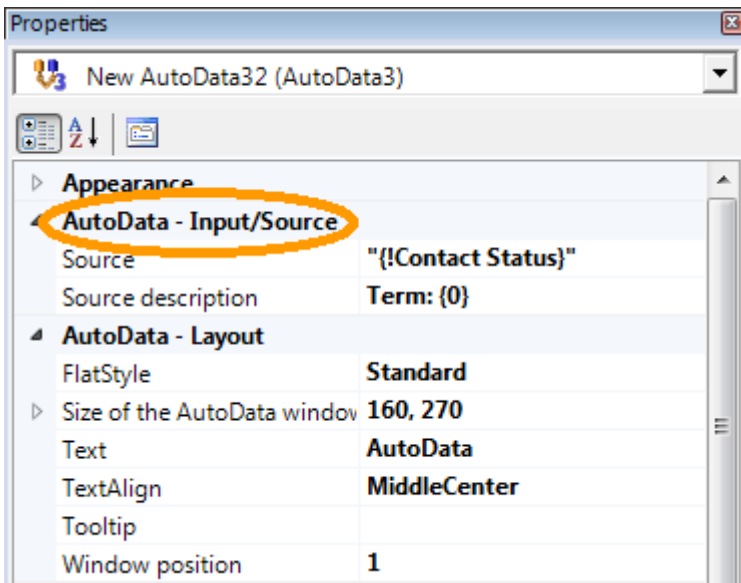 Properties
New AutoData32 (AutoData3)
Appearance
AutoData - Input/Source
Source "{!Contact Status}"
Source description Term: {0}
AutoData - Layout
FlatStyle Standard
Size of the AutoData window 160, 270
Text AutoData
TextAlign MiddleCenter
Tooltip
Window position 1